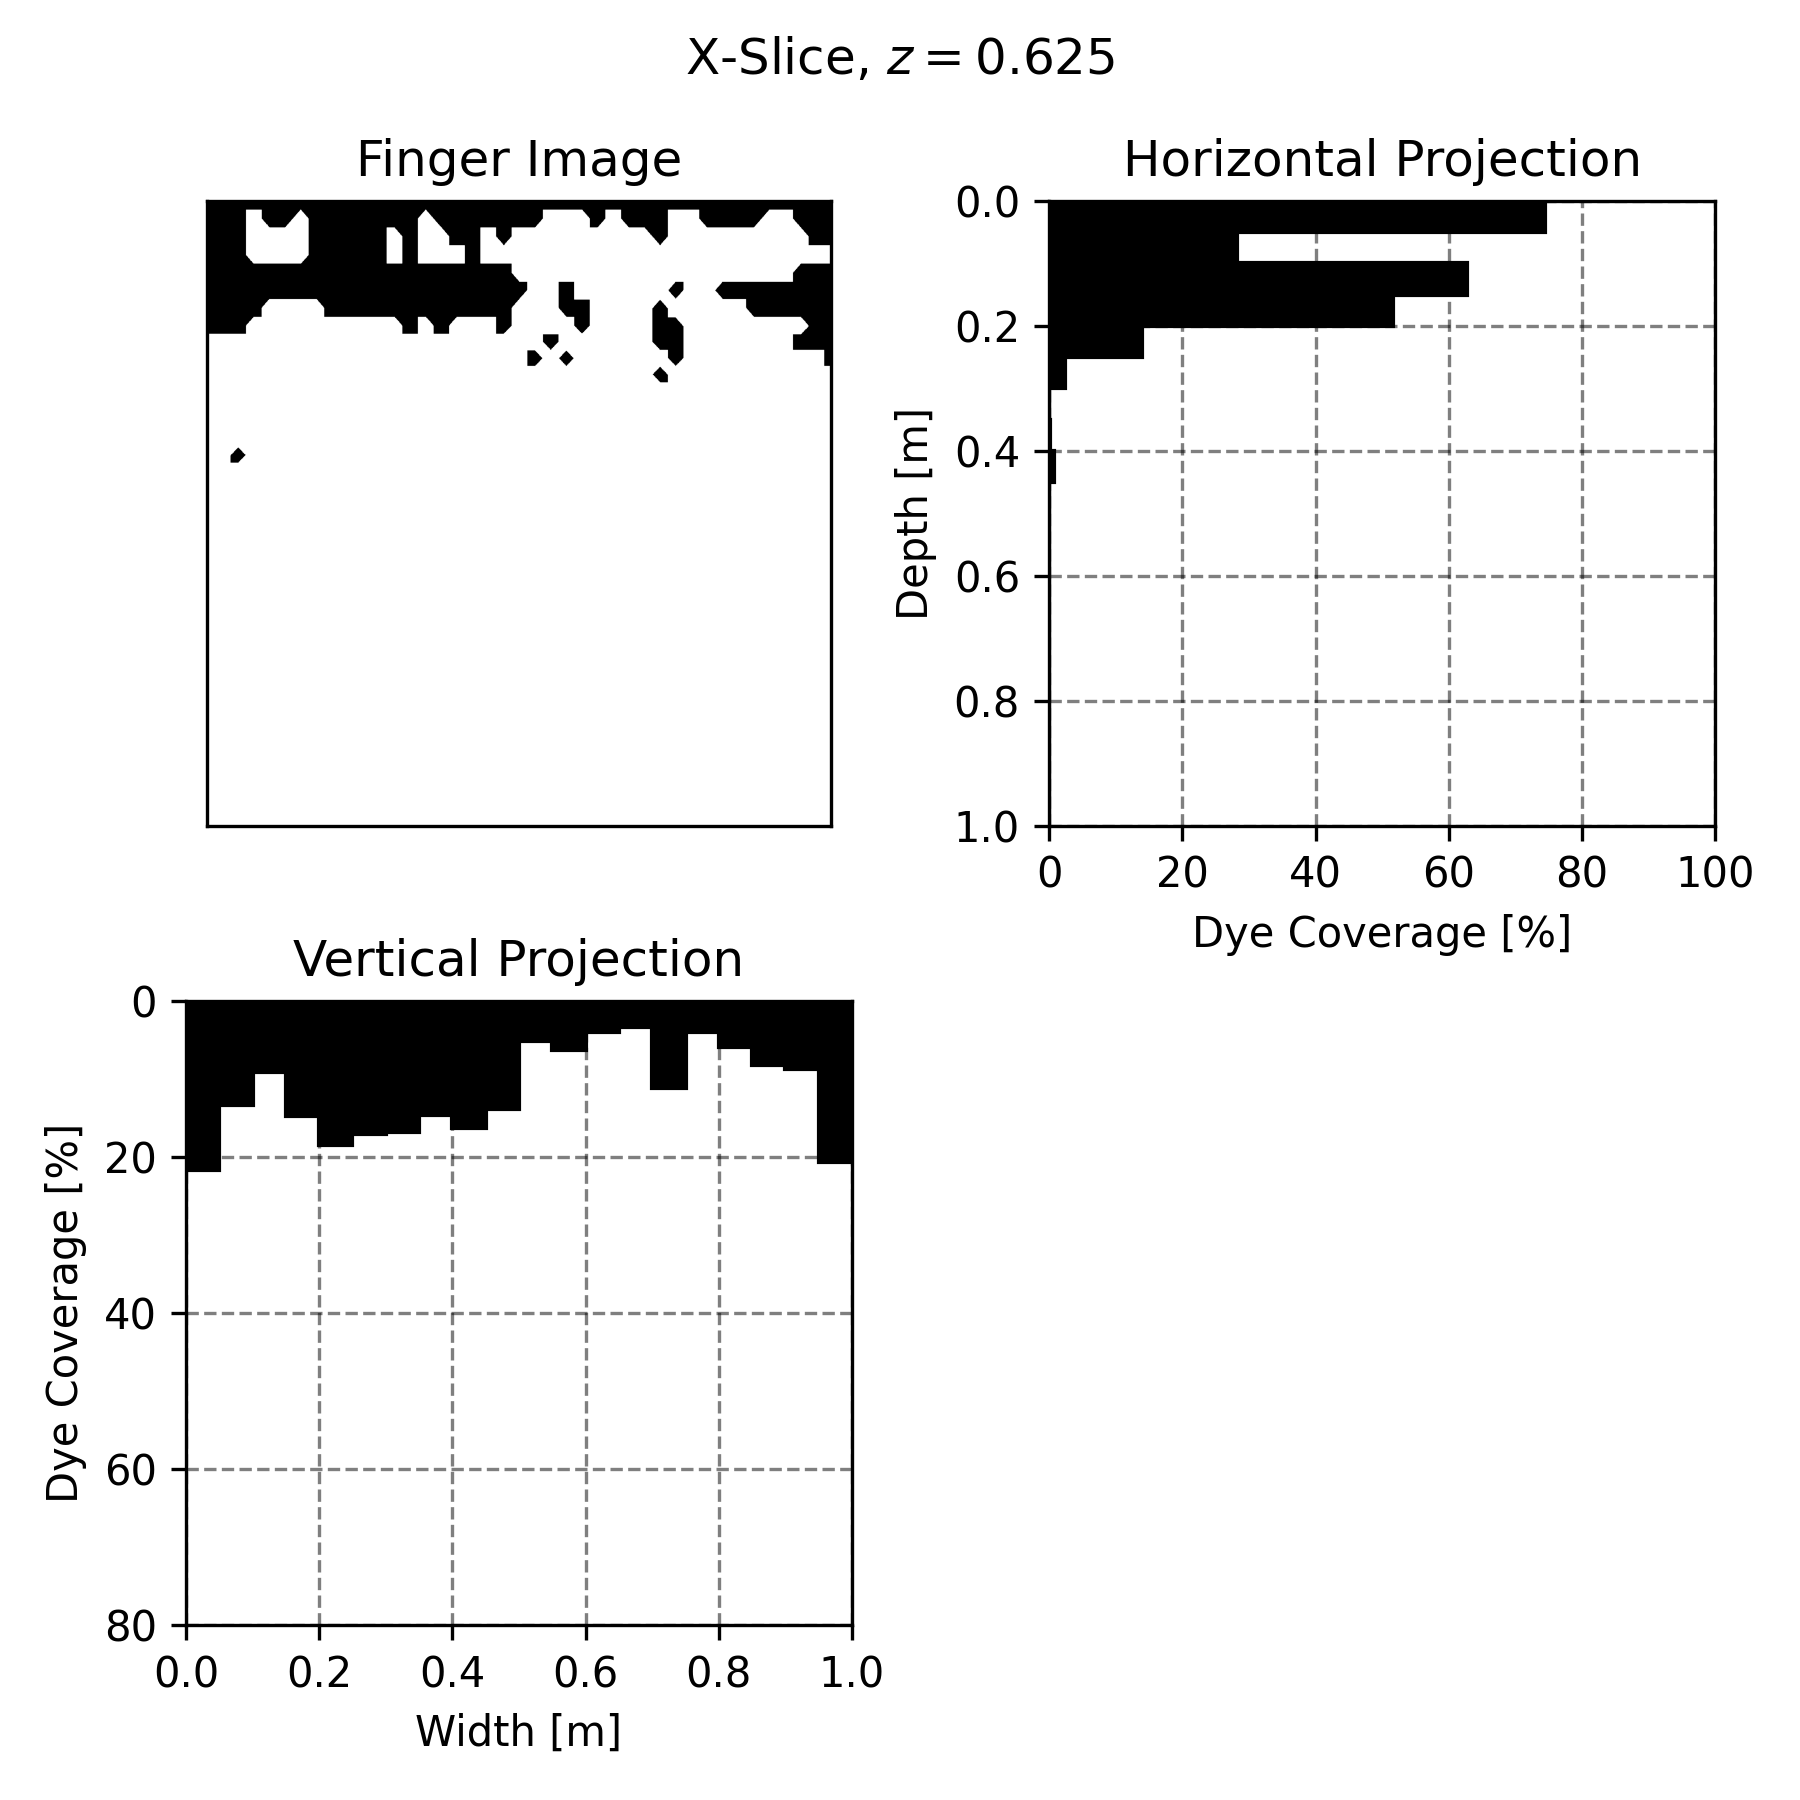 X-Slice, z = 0.625
Finger Image
Horizontal Projection
0.0
0.2
0.4
0.6
0.8
1.0
Depth [m]
0 20 40 60 80 100
Dye Coverage [%]
Vertical Projection
0
20
40
60
80
Dye Coverage [%]
0.0 0.2 0.4 0.6 0.8 1.0
Width [m]